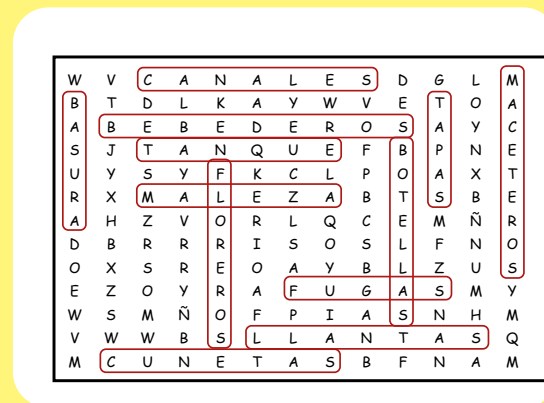 W V C A N A L E S D G L M
B T D L K A Y W V E T O A
A B E B E D E R O S A Y C
S J T A N Q U E F B P N E
U Y S Y F K C L P O A X T
R X M A L E Z A B T S B E
A H Z V O R L Q C E M Ñ R
D B R R R I S O S L F N O
O X S R E O A Y B L Z U S
E Z O Y R A F U G A S M Y
W S M Ñ O F P I A S N H M
V W W B S L L A N T A S Q
M C U N E T A S B F N A M